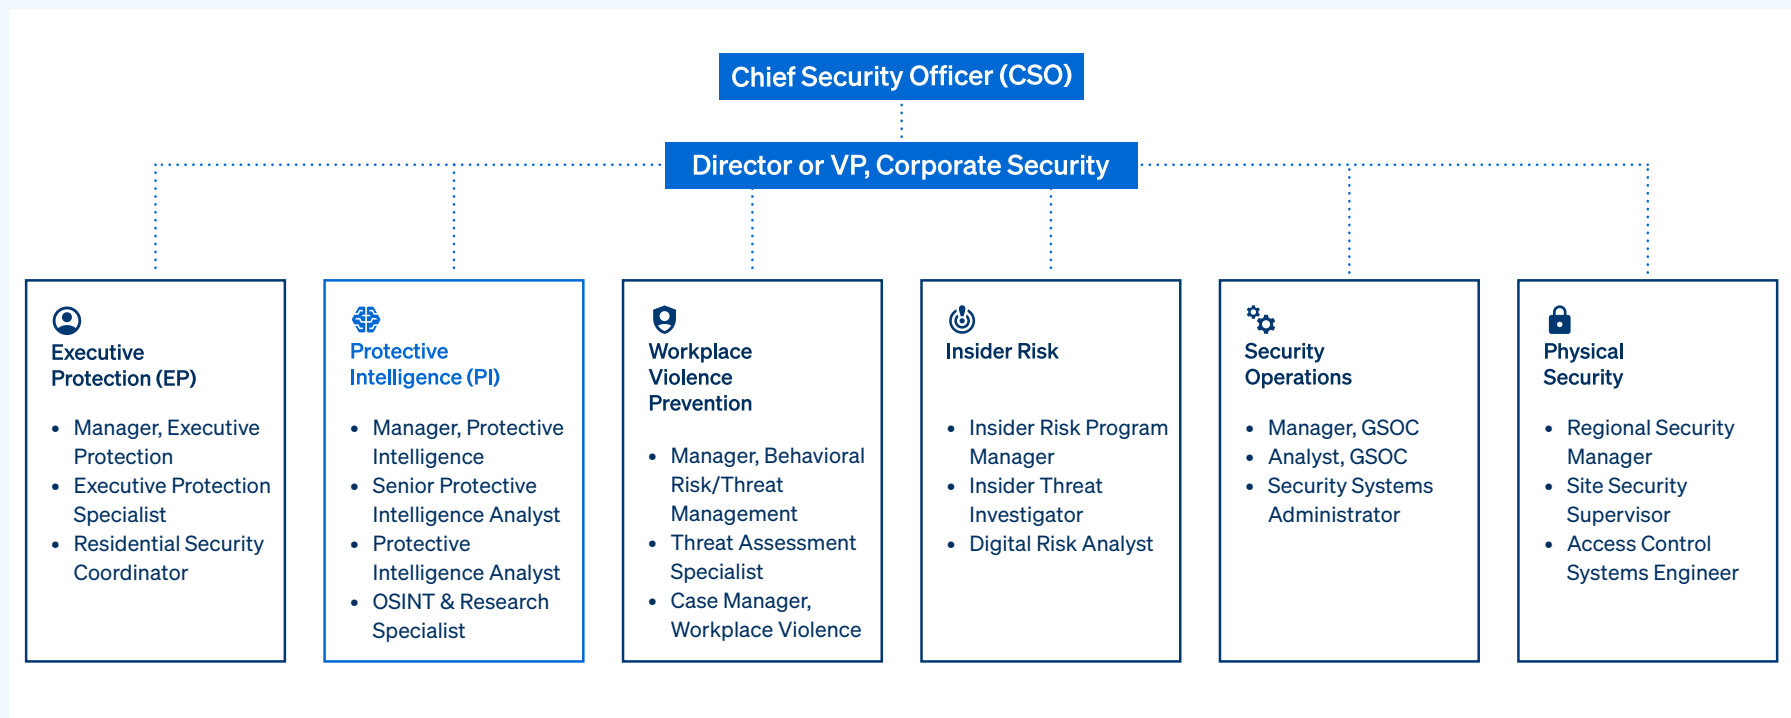 Chief Security Officer (CSO)
Director or VP, Corporate Security
Executive
Protection (EP)
• Manager, Executive
Protection
• Executive Protection
Specialist
• Residential Security
Coordinator
Protective
Intelligence (PI)
• Manager, Protective
Intelligence
• Senior Protective
Intelligence Analyst
• Protective
Intelligence Analyst
• OSINT & Research
Specialist
Workplace
Violence
Prevention
• Manager, Behavioral
Risk/Threat
Management
• Threat Assessment
Specialist
• Case Manager,
Workplace Violence
Insider Risk
• Insider Risk Program
Manager
• Insider Threat
Investigator
• Digital Risk Analyst
Security
Operations
• Manager, GSOC
• Analyst, GSOC
• Security Systems
Administrator
Physical
Security
• Regional Security
Manager
• Site Security
Supervisor
• Access Control
Systems Engineer